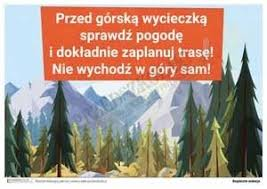 Przed górską wycieczką
sprawdź pogodę
i dokładnie zaplanuj trasę!
Nie wychodź w góry sam!